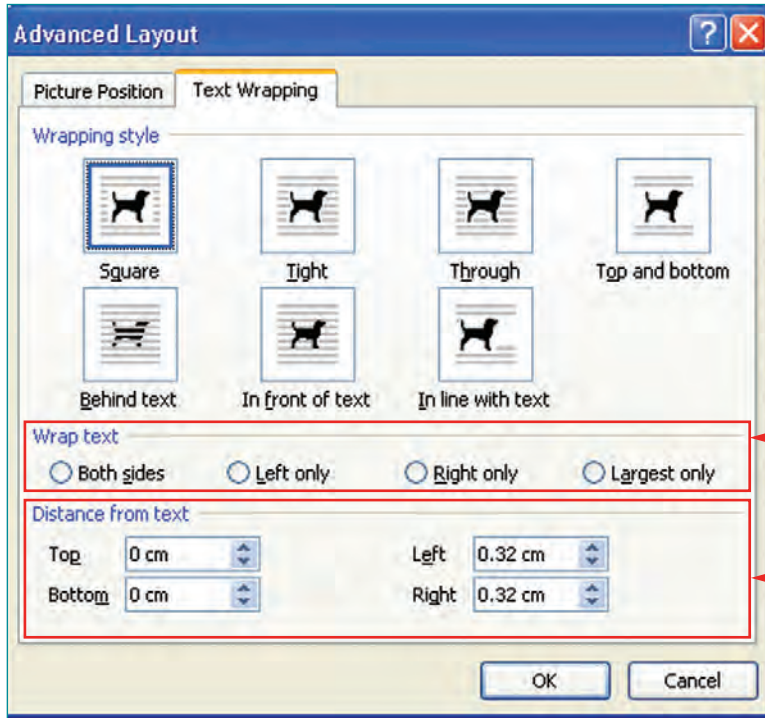 Advanced Layout
Picture Position Text Wrapping
Wrapping style
Square Tight Through Top and bottom
Behind text In front of text In line with text
Wrap text
Both sides Left only Right only Largest only
Distance from text
Top 0 cm Left 0.32 cm
Bottom 0 cm Right 0.32 cm
OK Cancel